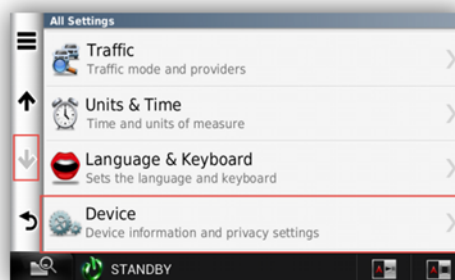 All Settings
Traffic
Traffic mode and providers
Units & Time
Time and units of measure
Language & Keyboard
Sets the language and keyboard
Device
Device information and privacy settings
STANDBY